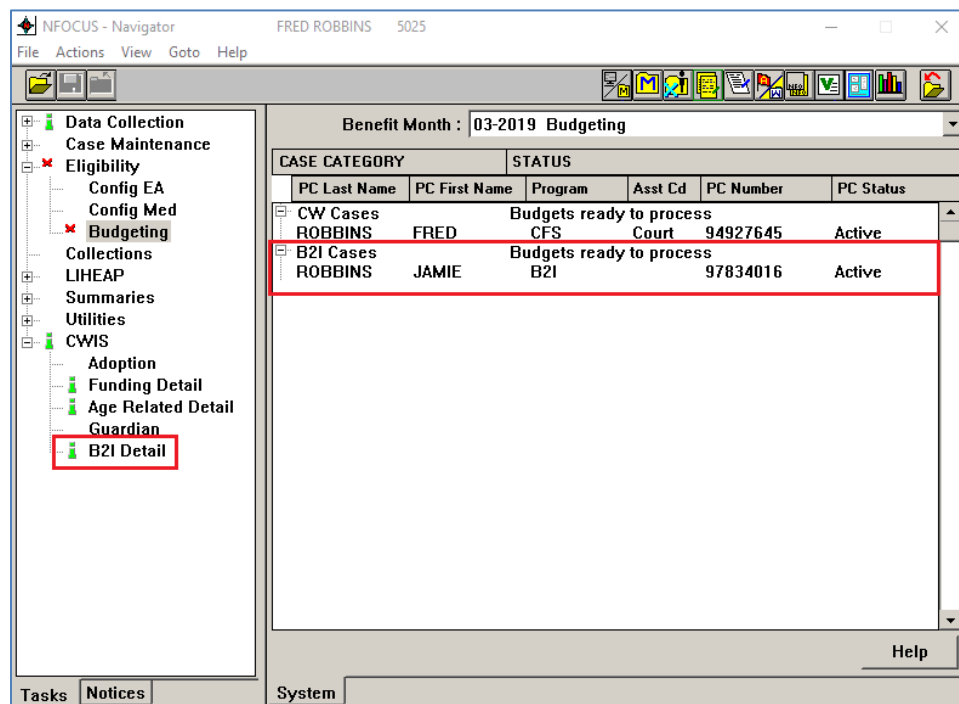 NFOCUS - Navigator FRED ROBBINS 5025
File Actions View Goto Help
Data Collection
Case Maintenance
Eligibility
Config EA
Config Med
Budgeting
Collections
LIHEAP
Summaries
Utilities
CWIS
Adoption
Funding Detail
Age Related Detail
Guardian
B2I Detail
Tasks Notices
Benefit Month : 03-2019 Budgeting
CASE CATEGORY STATUS
PC Last Name PC First Name Program Asst Cd PC Number PC Status
CW Cases Budgets ready to process
ROBBINS FRED CFS Court 94927645 Active
B2I Cases Budgets ready to process
ROBBINS JAMIE B2I 97834016 Active
Help
System